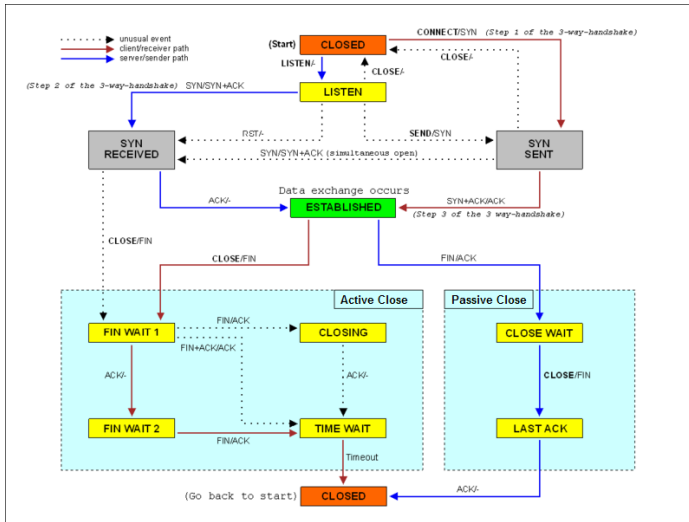 unusual event
client/receiver path
server/sender path
(Start)
CLOSED
CONNECT/SYN (Step 1 of the 3-way-handshake)
CLOSE/-
LISTEN/-
CLOSE/-
(Step 2 of the 3-way-handshake) SYN/SYN+ACK
LISTEN
RST/-
SEND/SYN
SYN
RECEIVED
SYN/SYN+ACK (simultaneous open)
SYN
SENT
Data exchange occurs
ACK/-
ESTABLISHED
SYN+ACK/ACK
(Step 3 of the 3 way-handshake)
CLOSE/FIN
CLOSE/FIN
FIN/ACK
Active Close
Passive Close
FIN WAIT 1
FIN/ACK
CLOSING
CLOSE WAIT
FIN+ACK/ACK
ACK/-
ACK/-
CLOSE/FIN
FIN WAIT 2
FIN/ACK
TIME WAIT
LAST ACK
Timeout
(Go back to start)
CLOSED
ACK/-